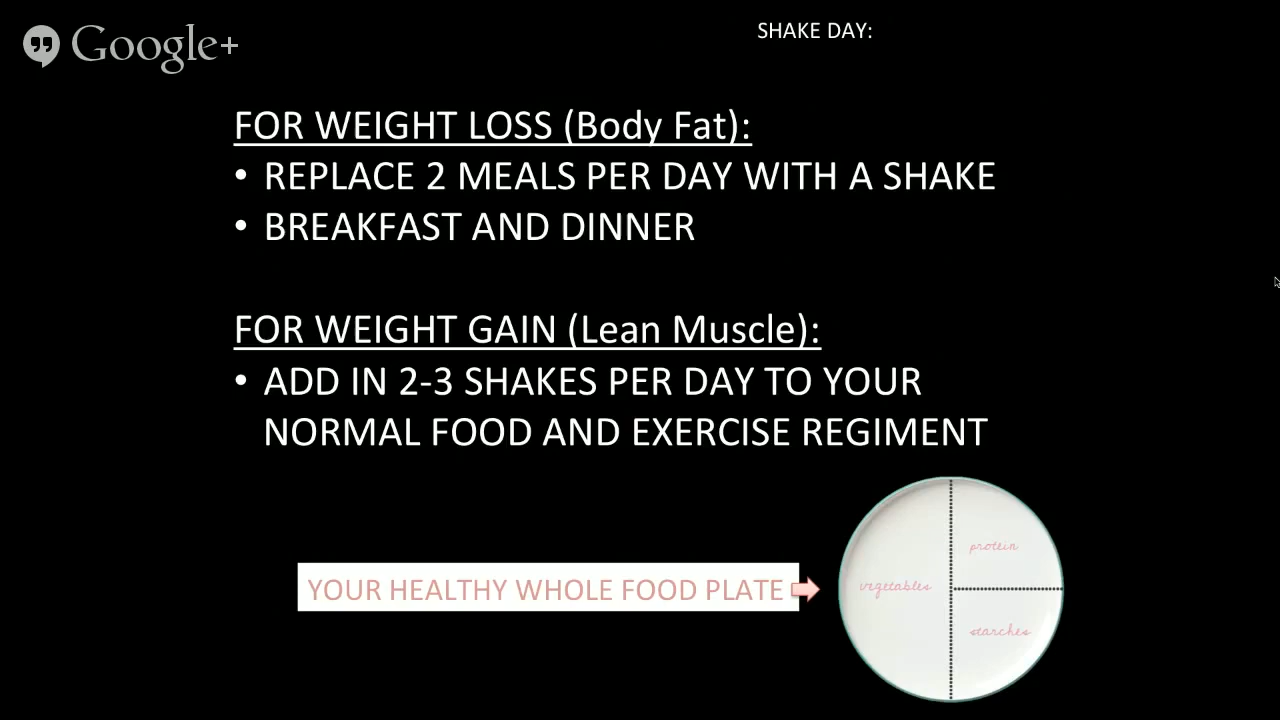 Google+
SHAKE DAY:
FOR WEIGHT LOSS (Body Fat):
• REPLACE 2 MEALS PER DAY WITH A SHAKE
• BREAKFAST AND DINNER
FOR WEIGHT GAIN (Lean Muscle):
• ADD IN 2-3 SHAKES PER DAY TO YOUR
NORMAL FOOD AND EXERCISE REGIMENT
YOUR HEALTHY WHOLE FOOD PLATE
vegetables
protein
starches